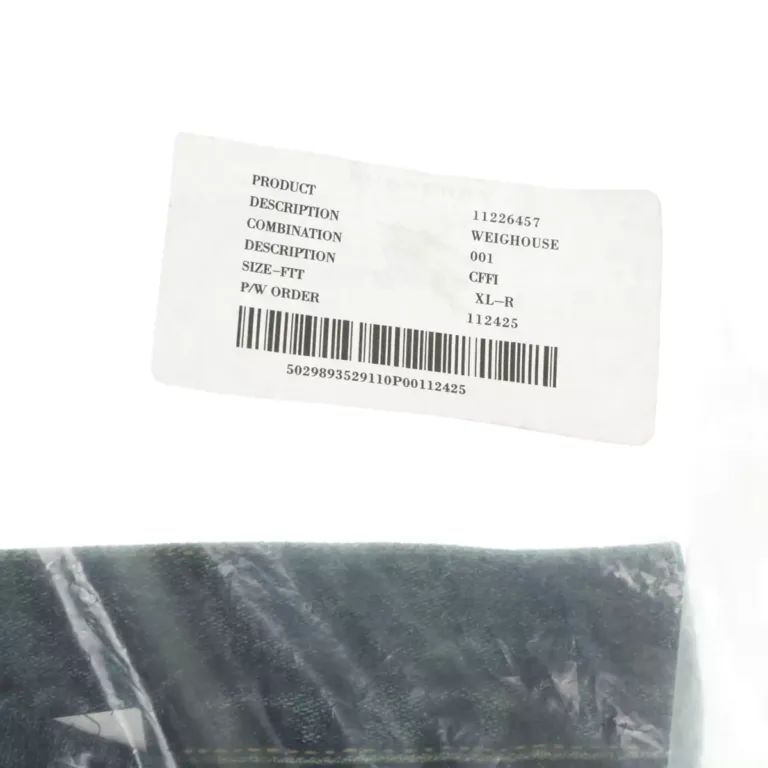 PRODUCT
DESCRIPTION 11226457
COMBINATION WEIGHOUSE
DESCRIPTION 001
SIZE-FTT CFFI
P/W ORDER XL-R
112425
5029893529110P00112425